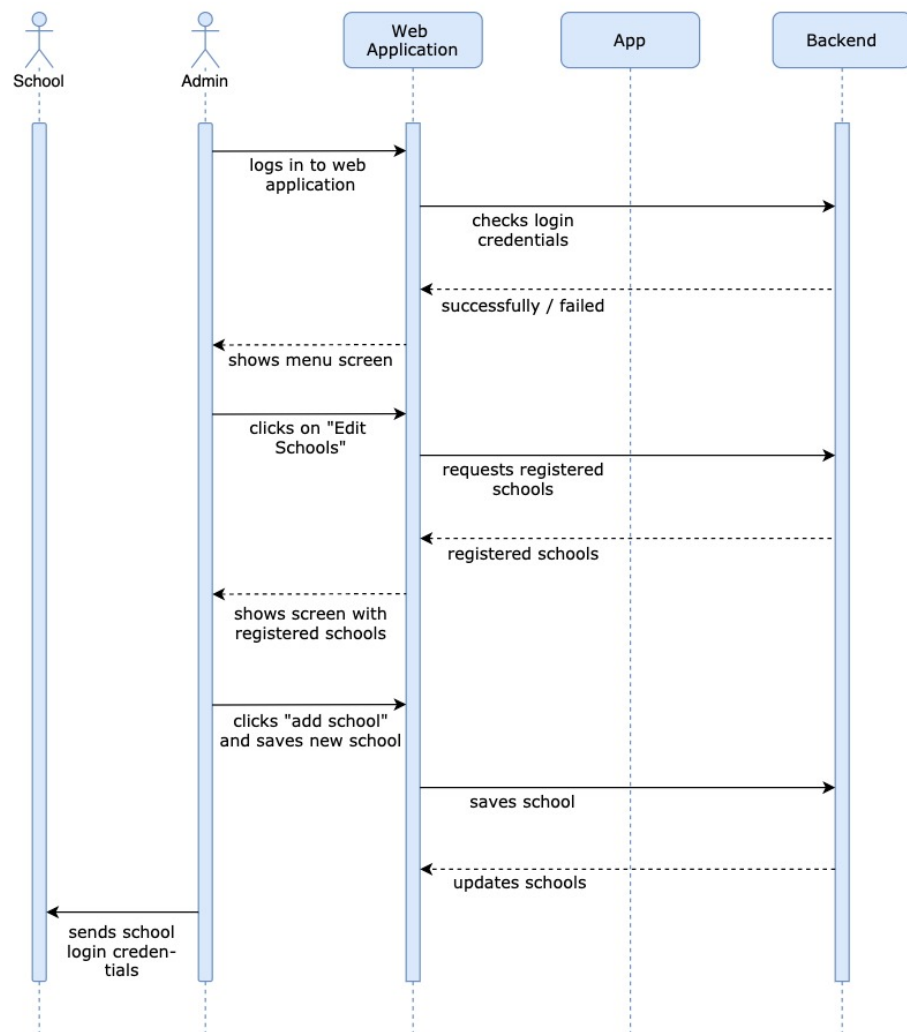 School
Admin
Web
Application
App
Backend
logs in to web
application
checks login
credentials
successfully / failed
shows menu screen
clicks on "Edit
Schools"
requests registered
schools
registered schools
shows screen with
registered schools
clicks "add school"
and saves new school
saves school
updates schools
sends school
login creden-
tials